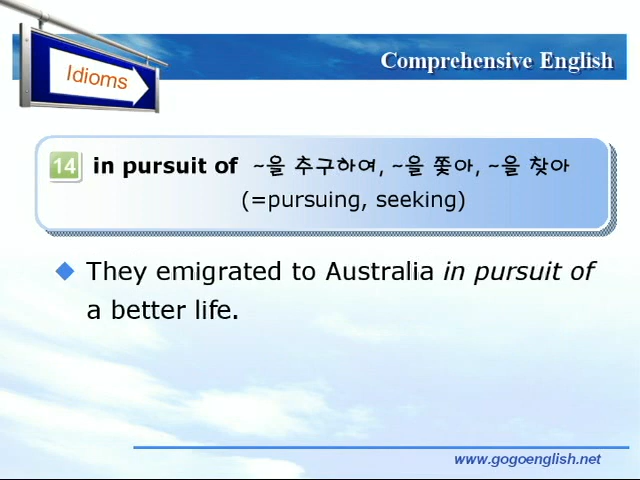 Idioms
Comprehensive English
14 in pursuit of ~을 추구하여, ~을 쫓아, ~을 찾아
(=pursuing, seeking)
They emigrated to Australia in pursuit of
a better life.
www.gogoenglish.net